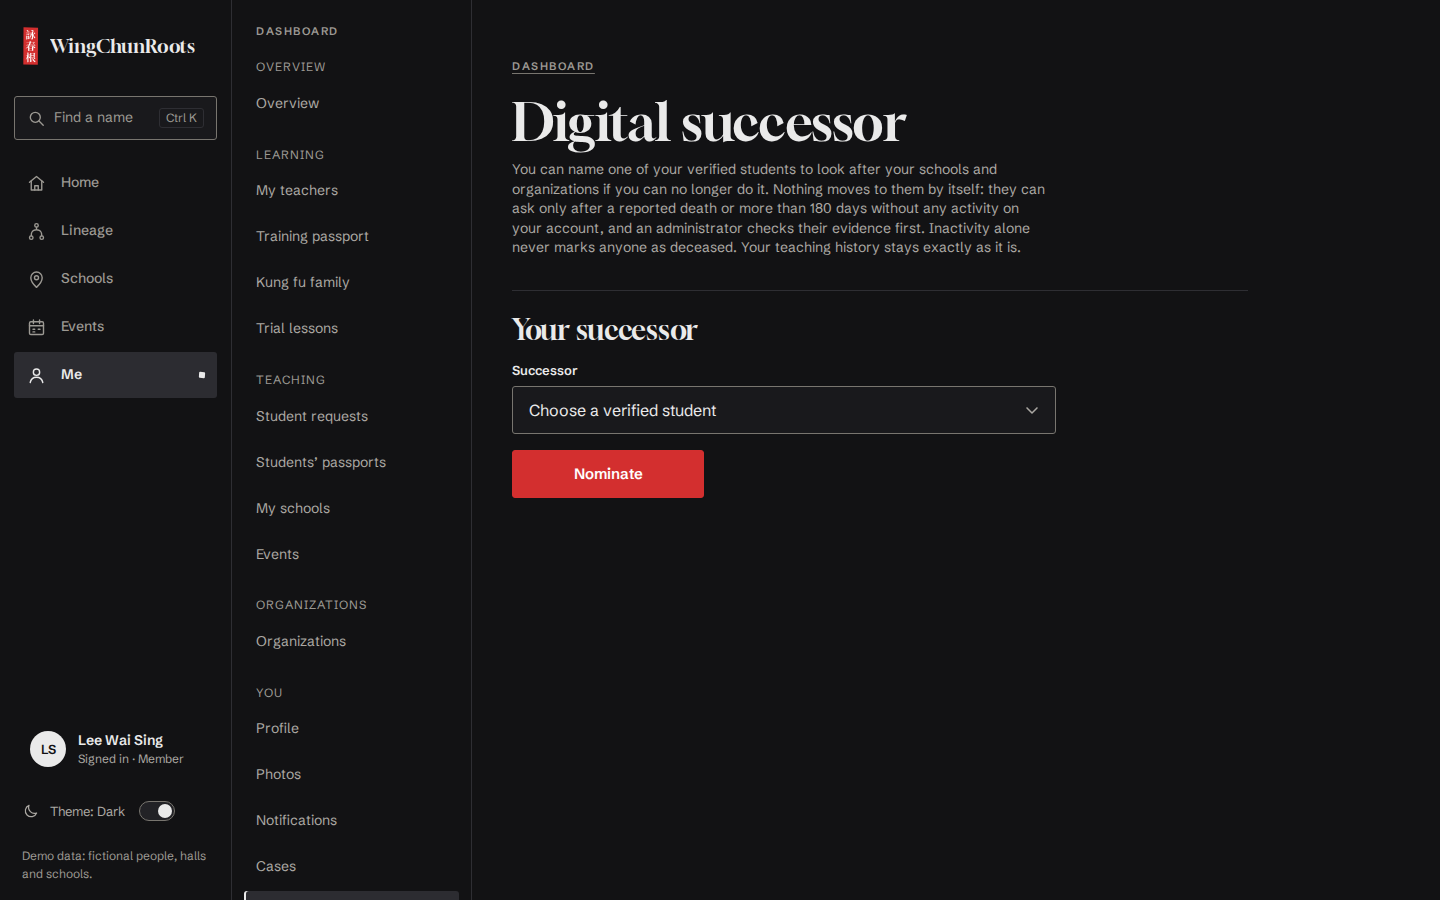 詠春根
WingChunRoots
Find a name Ctrl K
Home
Lineage
Schools
Events
Me
LS
Lee Wai Sing
Signed in · Member
Theme: Dark
Demo data: fictional people, halls
and schools.
DASHBOARD
OVERVIEW
Overview
LEARNING
My teachers
Training passport
Kung fu family
Trial lessons
TEACHING
Student requests
Students’ passports
My schools
Events
ORGANIZATIONS
Organizations
YOU
Profile
Photos
Notifications
Cases
DASHBOARD
Digital successor
You can name one of your verified students to look after your schools and
organizations if you can no longer do it. Nothing moves to them by itself: they can
ask only after a reported death or more than 180 days without any activity on
your account, and an administrator checks their evidence first. Inactivity alone
never marks anyone as deceased. Your teaching history stays exactly as it is.
Your successor
Successor
Choose a verified student
Nominate